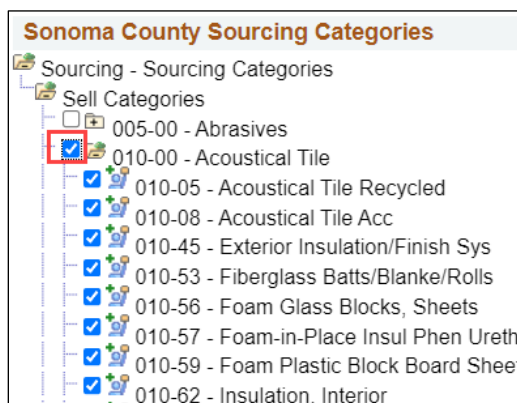 Sonoma County Sourcing Categories
Sourcing - Sourcing Categories
Sell Categories
005-00 - Abrasives
010-00 - Acoustical Tile
010-05 - Acoustical Tile Recycled
010-08 - Acoustical Tile Acc
010-45 - Exterior Insulation/Finish Sys
010-53 - Fiberglass Batts/Blanke/Rolls
010-56 - Foam Glass Blocks, Sheets
010-57 - Foam-in-Place Insul Phen Ureth
010-59 - Foam Plastic Block Board Sheet
010-62 - Insulation, Interior